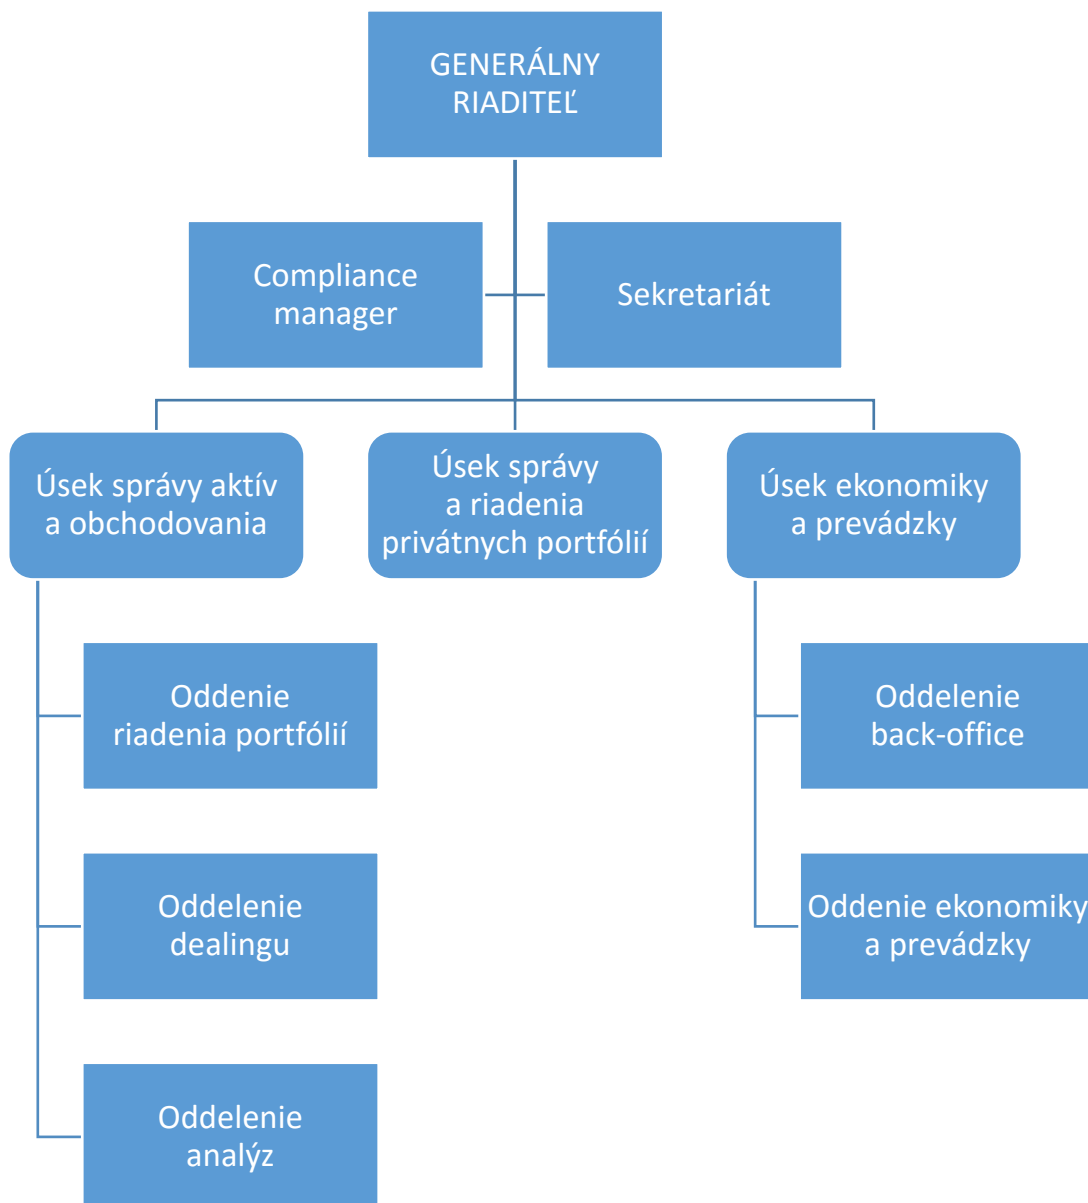 GENERÁLNY
RIADITEĽ
Compliance
manager
Sekretariát
Úsek správy aktív
a obchodovania
Úsek správy
a riadenia
privátnych portfólií
Úsek ekonomiky
a prevádzky
Oddenie
riadenia portfólií
Oddelenie
back-office
Oddelenie
dealingu
Oddenie ekonomiky
a prevádzky
Oddelenie
analýz